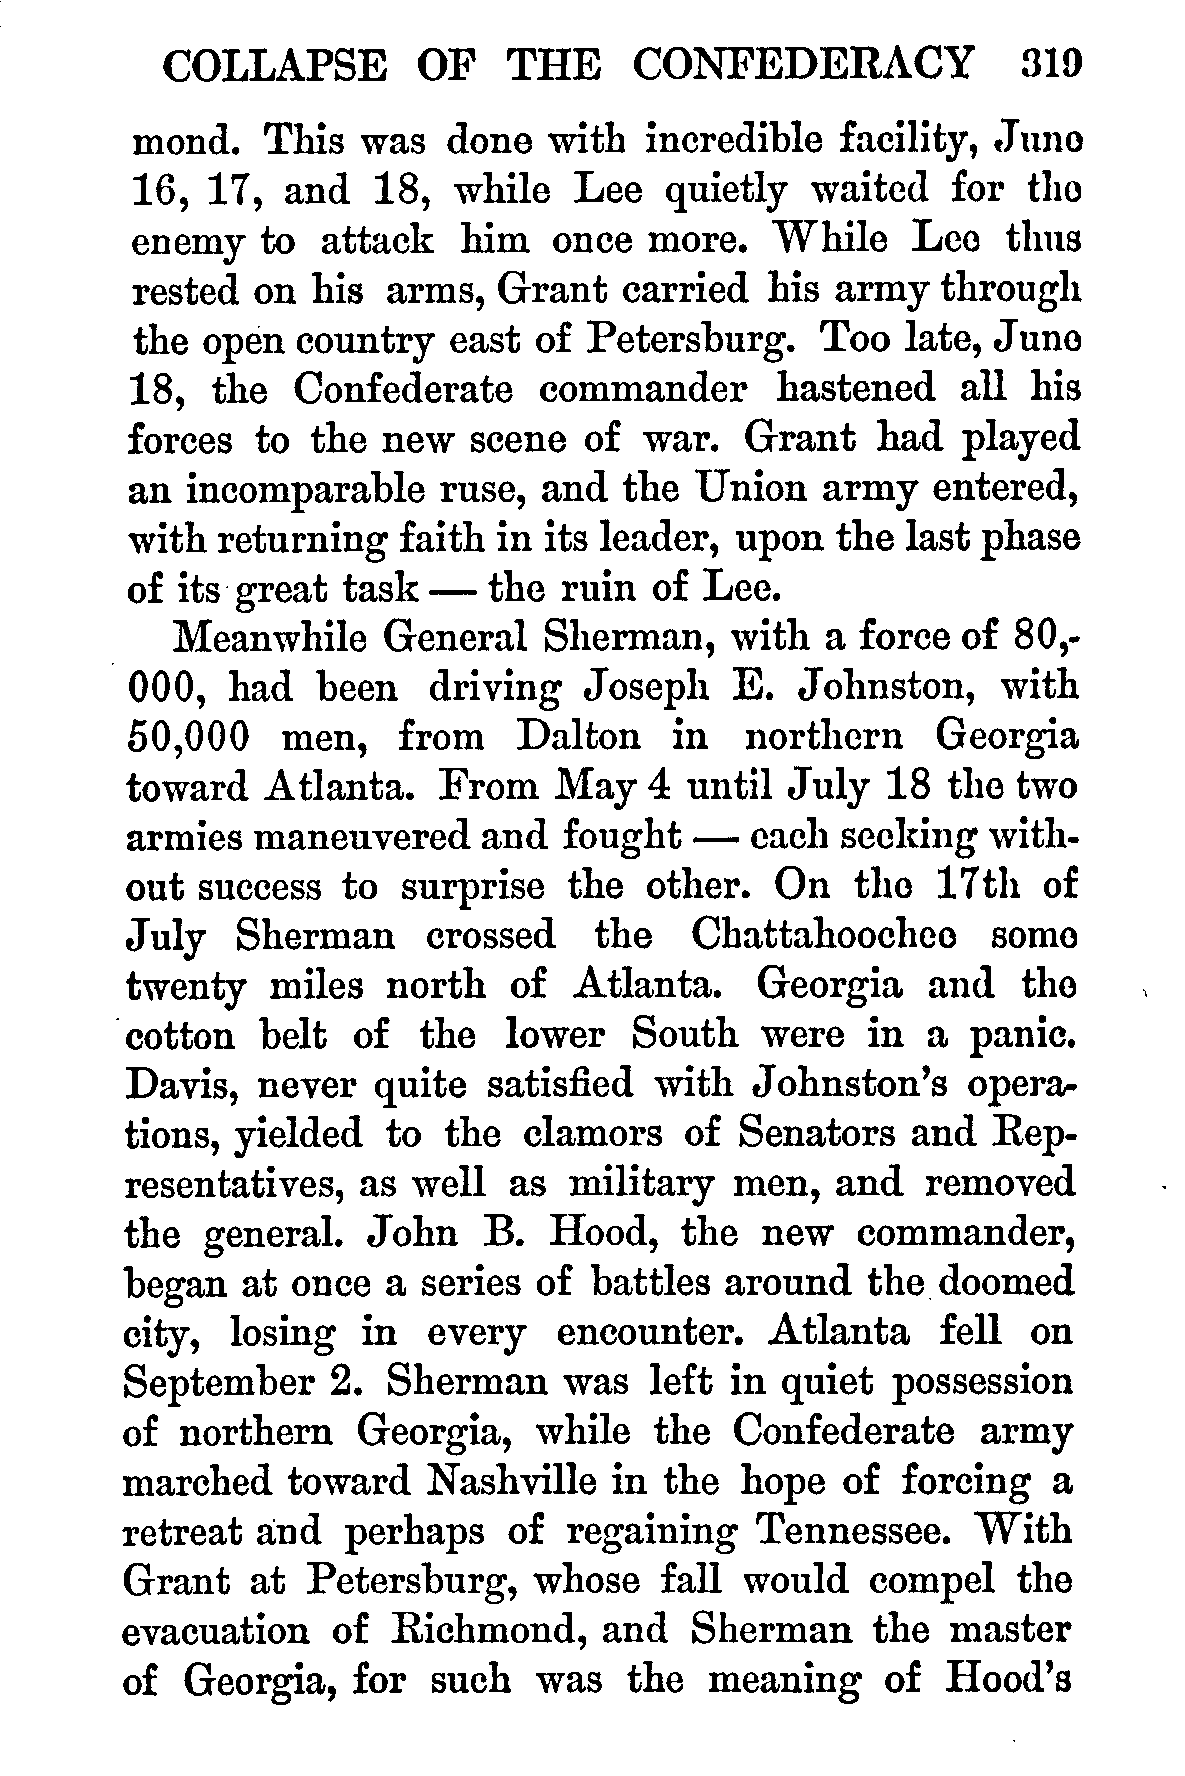 COLLAPSE OF THE CONFEDERACY 319
mond. This was done with incredible facility, June
16, 17, and 18, while Lee quietly waited for the
enemy to attack him once more. While Lee thus
rested on his arms, Grant carried his army through
the open country east of Petersburg. Too late, June
18, the Confederate commander hastened all his
forces to the new scene of war. Grant had played
an incomparable ruse, and the Union army entered,
with returning faith in its leader, upon the last phase
of its great task — the ruin of Lee.
Meanwhile General Sherman, with a force of 80,-
000, had been driving Joseph E. Johnston, with
50,000 men, from Dalton in northern Georgia
toward Atlanta. From May 4 until July 18 the two
armies maneuvered and fought — each seeking with-
out success to surprise the other. On the 17th of
July Sherman crossed the Chattahoochee some
twenty miles north of Atlanta. Georgia and the
cotton belt of the lower South were in a panic.
Davis, never quite satisfied with Johnston's opera-
tions, yielded to the clamors of Senators and Rep-
resentatives, as well as military men, and removed
the general. John B. Hood, the new commander,
began at once a series of battles around the doomed
city, losing in every encounter. Atlanta fell on
September 2. Sherman was left in quiet possession
of northern Georgia, while the Confederate army
marched toward Nashville in the hope of forcing a
retreat and perhaps of regaining Tennessee. With
Grant at Petersburg, whose fall would compel the
evacuation of Richmond, and Sherman the master
of Georgia, for such was the meaning of Hood's